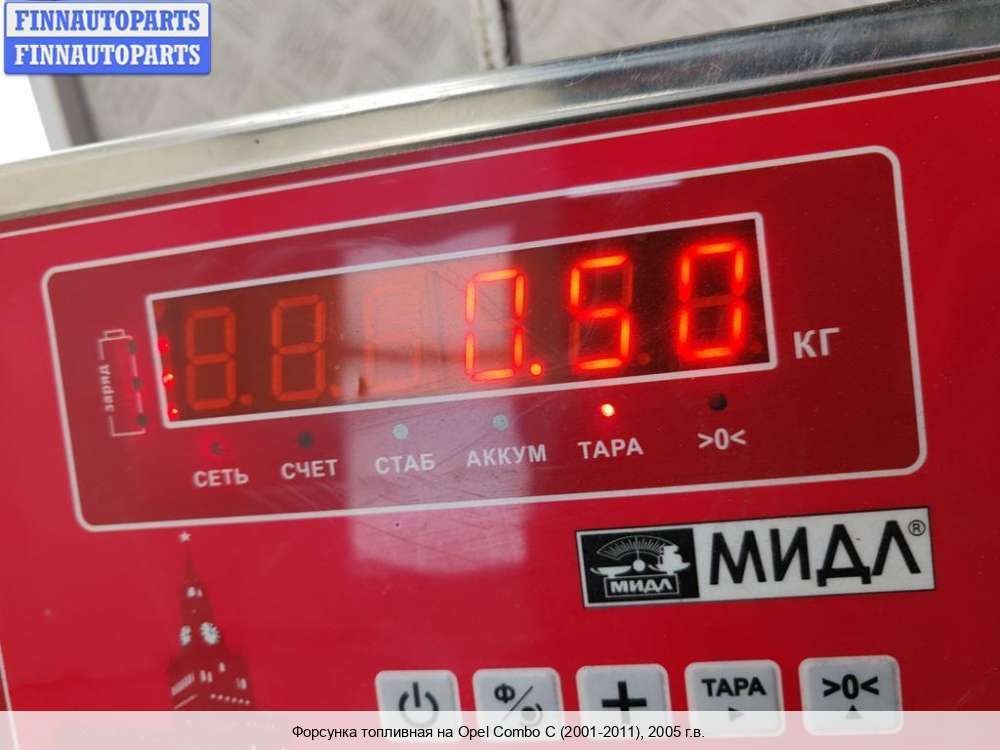 FINNAUTOPARTS
FINNAUTOPARTS
0.50 КГ
заряд
СЕТЬ СЧЕТ СТАБ АККУМ ТАРА >0<
МИДЛ МИДЛ®
Ф/ + ТАРА >0<
Форсунка топливная на Opel Combo C (2001-2011), 2005 г.в.